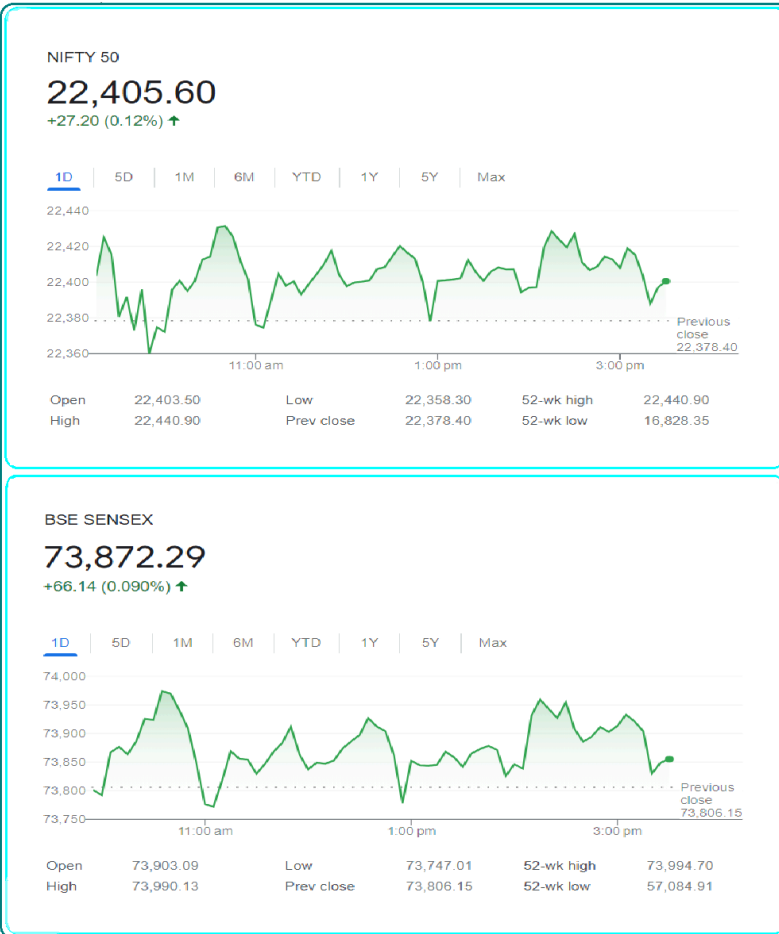 NIFTY 50
22,405.60
+27.20 (0.12%) ↑
1D 5D 1M 6M YTD 1Y 5Y Max
22,440
22,420
22,400
22,380
22,360
Previous
close
22,378.40
11:00 am 1:00 pm 3:00 pm
Open 22,403.50 Low 22,358.30 52-wk high 22,440.90
High 22,440.90 Prev close 22,378.40 52-wk low 16,828.35
BSE SENSEX
73,872.29
+66.14 (0.090%) ↑
1D 5D 1M 6M YTD 1Y 5Y Max
74,000
73,950
73,900
73,850
73,800
73,750
Previous
close
73,806.15
11:00 am 1:00 pm 3:00 pm
Open 73,903.09 Low 73,747.01 52-wk high 73,994.70
High 73,990.13 Prev close 73,806.15 52-wk low 57,084.91